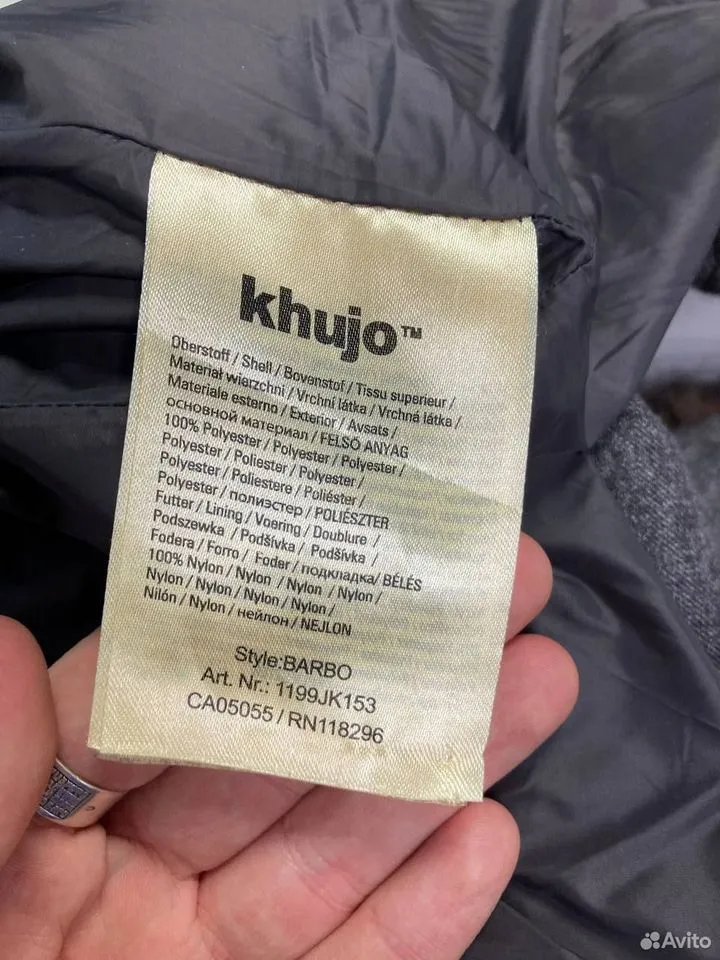 khujo™
Oberstoff / Shell / Bovenstof / Tissu superieur /
Materiał wierzchni / Vrchní látka / Vrchná látka /
Materiale esterno / Exterior / Avsats /
основной материал / FELSŐ ANYAG
100% Polyester / Polyester / Polyester /
Polyester / Poliester / Polyester /
Polyester / Poliestere / Poliéster /
Polyester / полиэстер / POLIÉSZTER
Futter / Lining / Voering / Doublure /
Podszewka / Podšívka / Podšívka /
Fodera / Forro / Foder / подкладка / BÉLÉS
100% Nylon / Nylon / Nylon / Nylon /
Nylon / Nylon / Nylon / Nylon /
Nilón / Nylon / нейлон / NEJLON
Style:BARBO
Art. Nr.: 1199JK153
CA05055 / RN118296
Avito